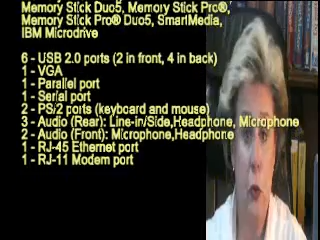 Memory Stick Duo5, Memory Stick Pro®,
Memory Stick Pro® Duo5, SmartMedia,
IBM Microdrive
6 - USB 2.0 ports (2 in front, 4 in back)
1 - VGA
1 - Parallel port
1 - Serial port
2 - PS/2 ports (keyboard and mouse)
3 - Audio (Rear): Line-in/Side,Headphone, Microphone
2 - Audio (Front): Microphone,Headphone
1 - RJ-45 Ethernet port
1 - RJ-11 Modem port